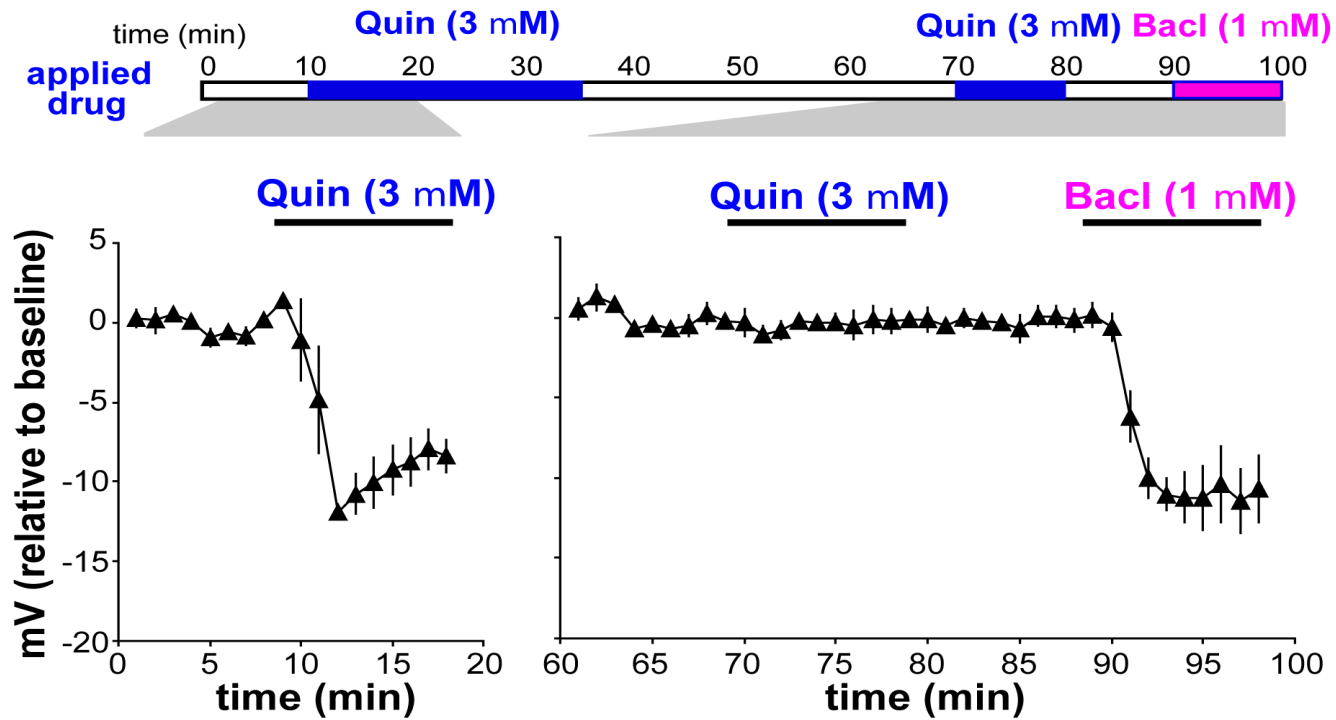 Quin (3 mM) Quin (3 mM) Bacl (1 mM)
time (min)
0 10 20 30 40 50 60 70 80 90 100
applied
drug
Quin (3 mM) Quin (3 mM) Bacl (1 mM)
mV (relative to baseline)
5
0
-5
-10
-15
-20
0 5 10 15 20 60 65 70 75 80 85 90 95 100
time (min) time (min)